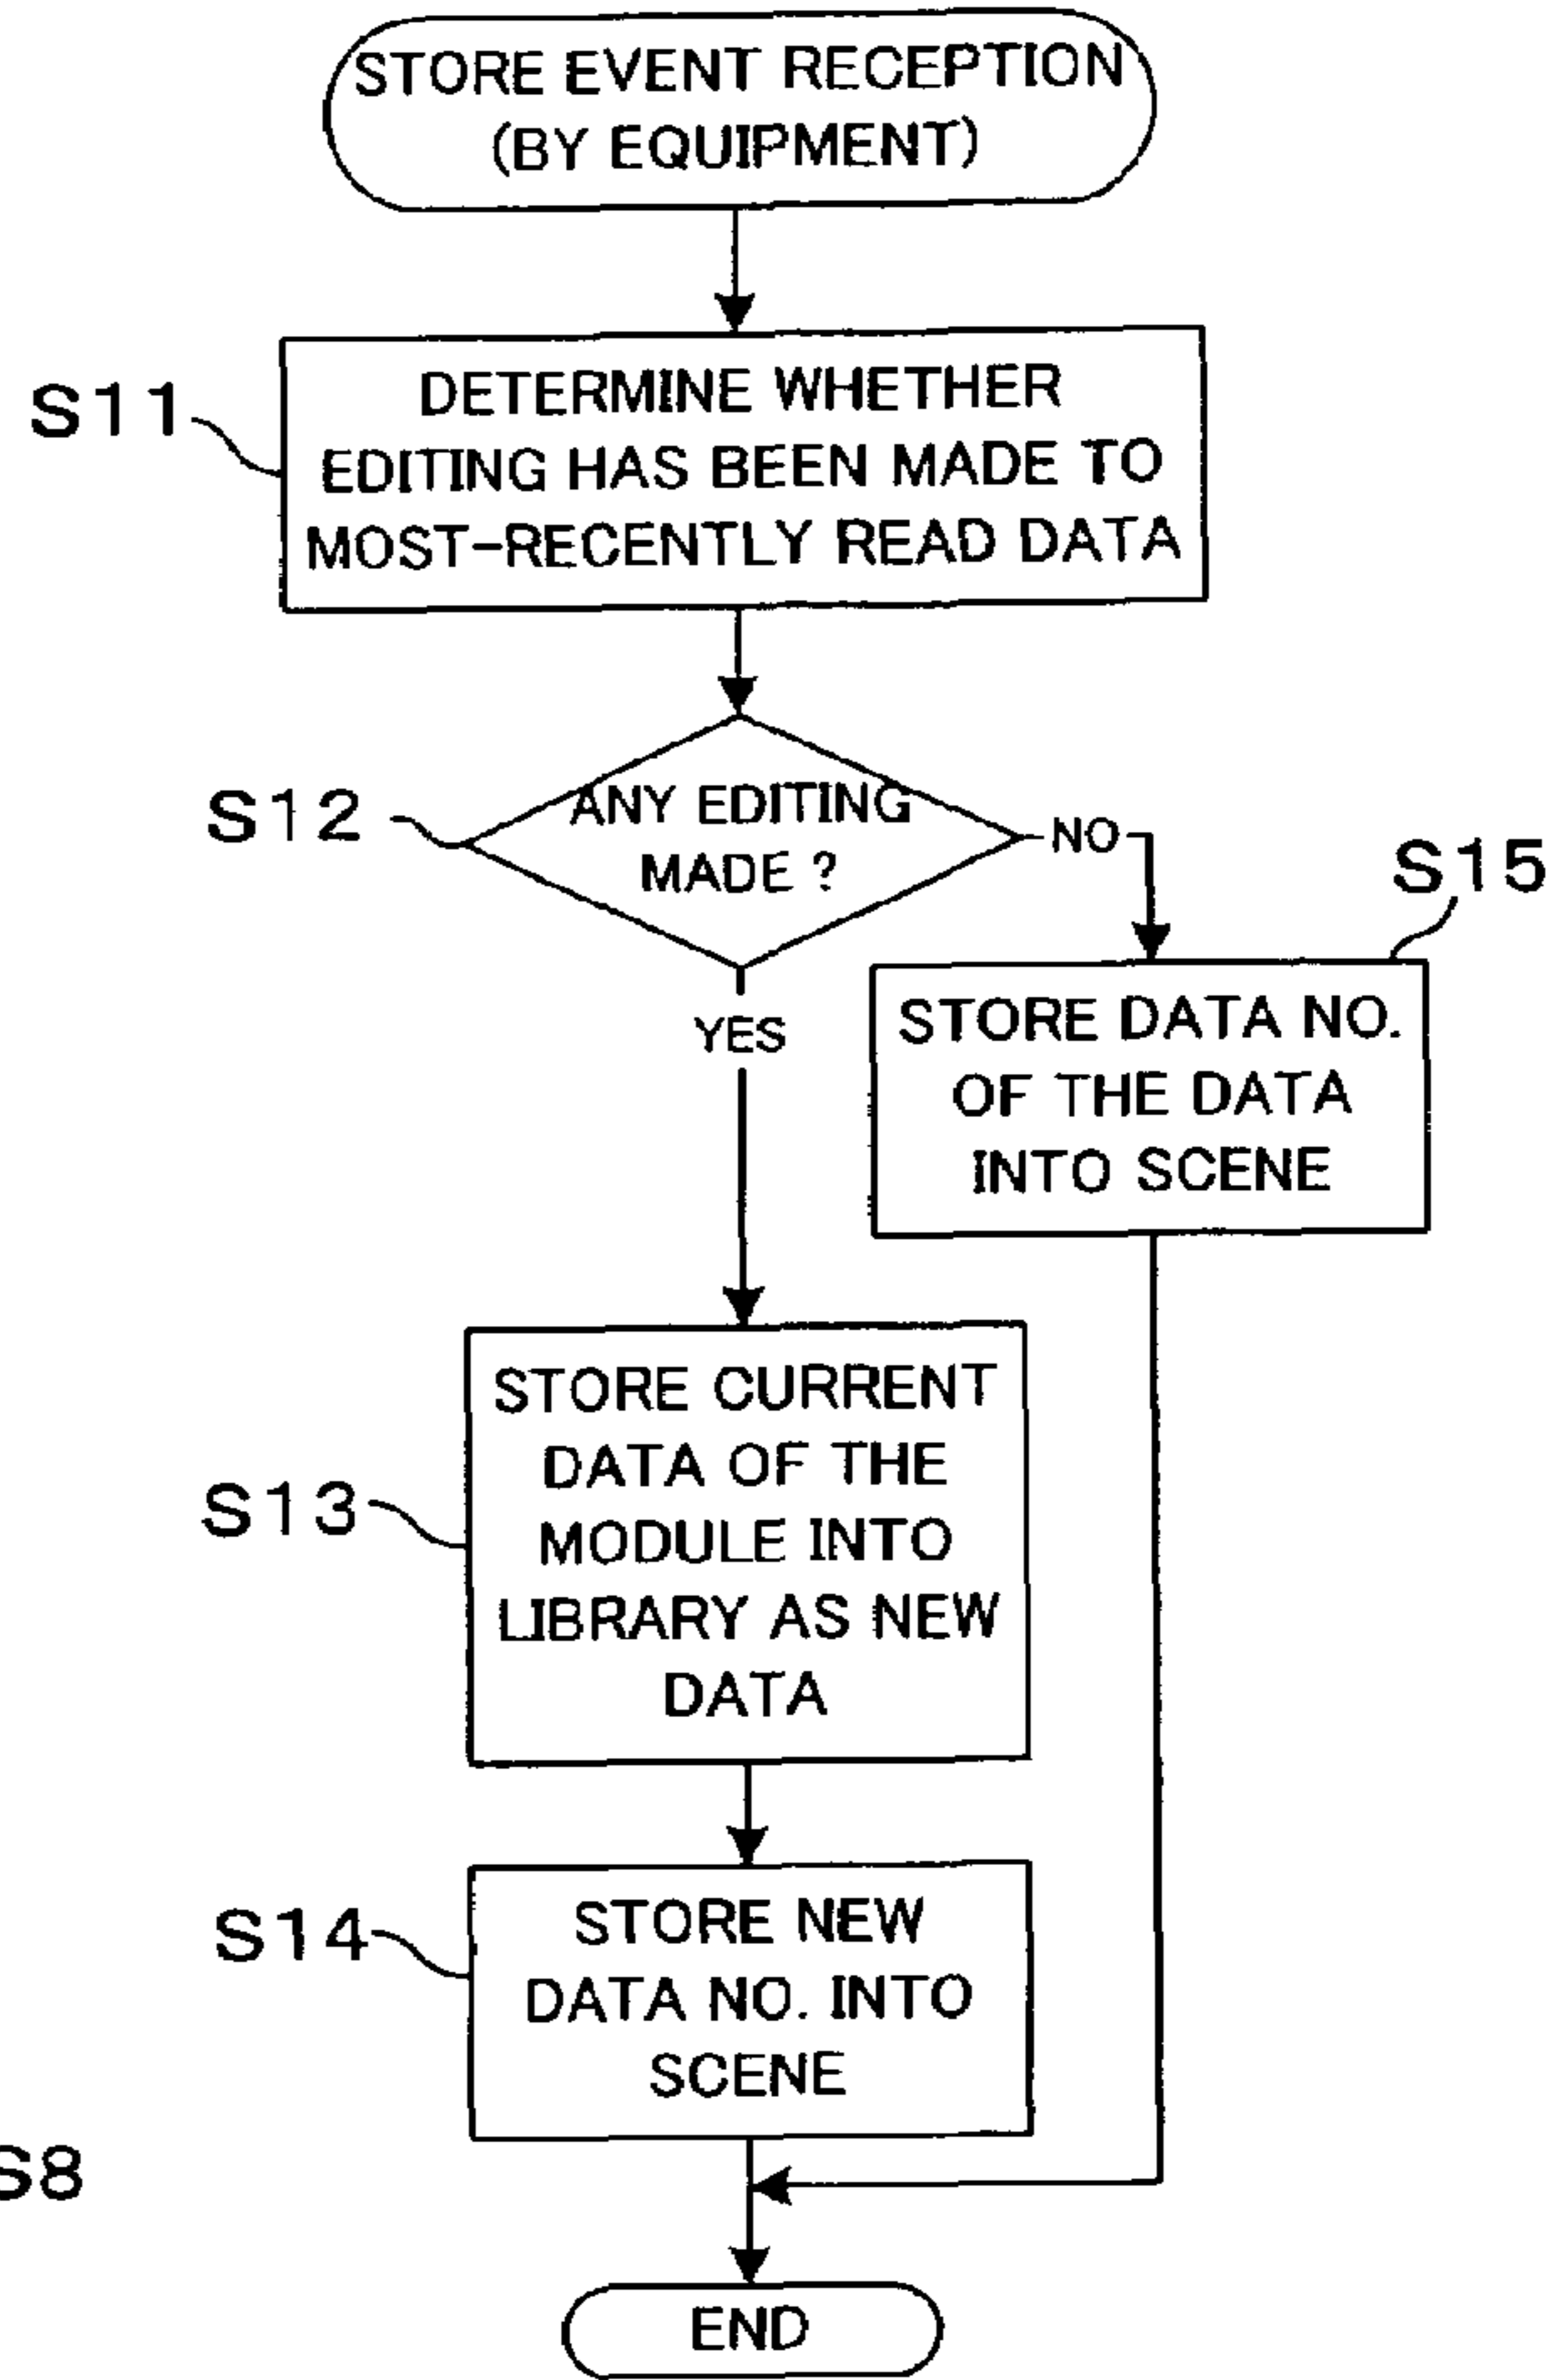 STORE EVENT RECEPTION
(BY EQUIPMENT)
S11
DETERMINE WHETHER
EDITING HAS BEEN MADE TO
MOST-RECENTLY READ DATA
S12
ANY EDITING
MADE ?
NO
S15
YES
STORE DATA NO.
OF THE DATA
INTO SCENE
S13
STORE CURRENT
DATA OF THE
MODULE INTO
LIBRARY AS NEW
DATA
S14
STORE NEW
DATA NO. INTO
SCENE
S8
END